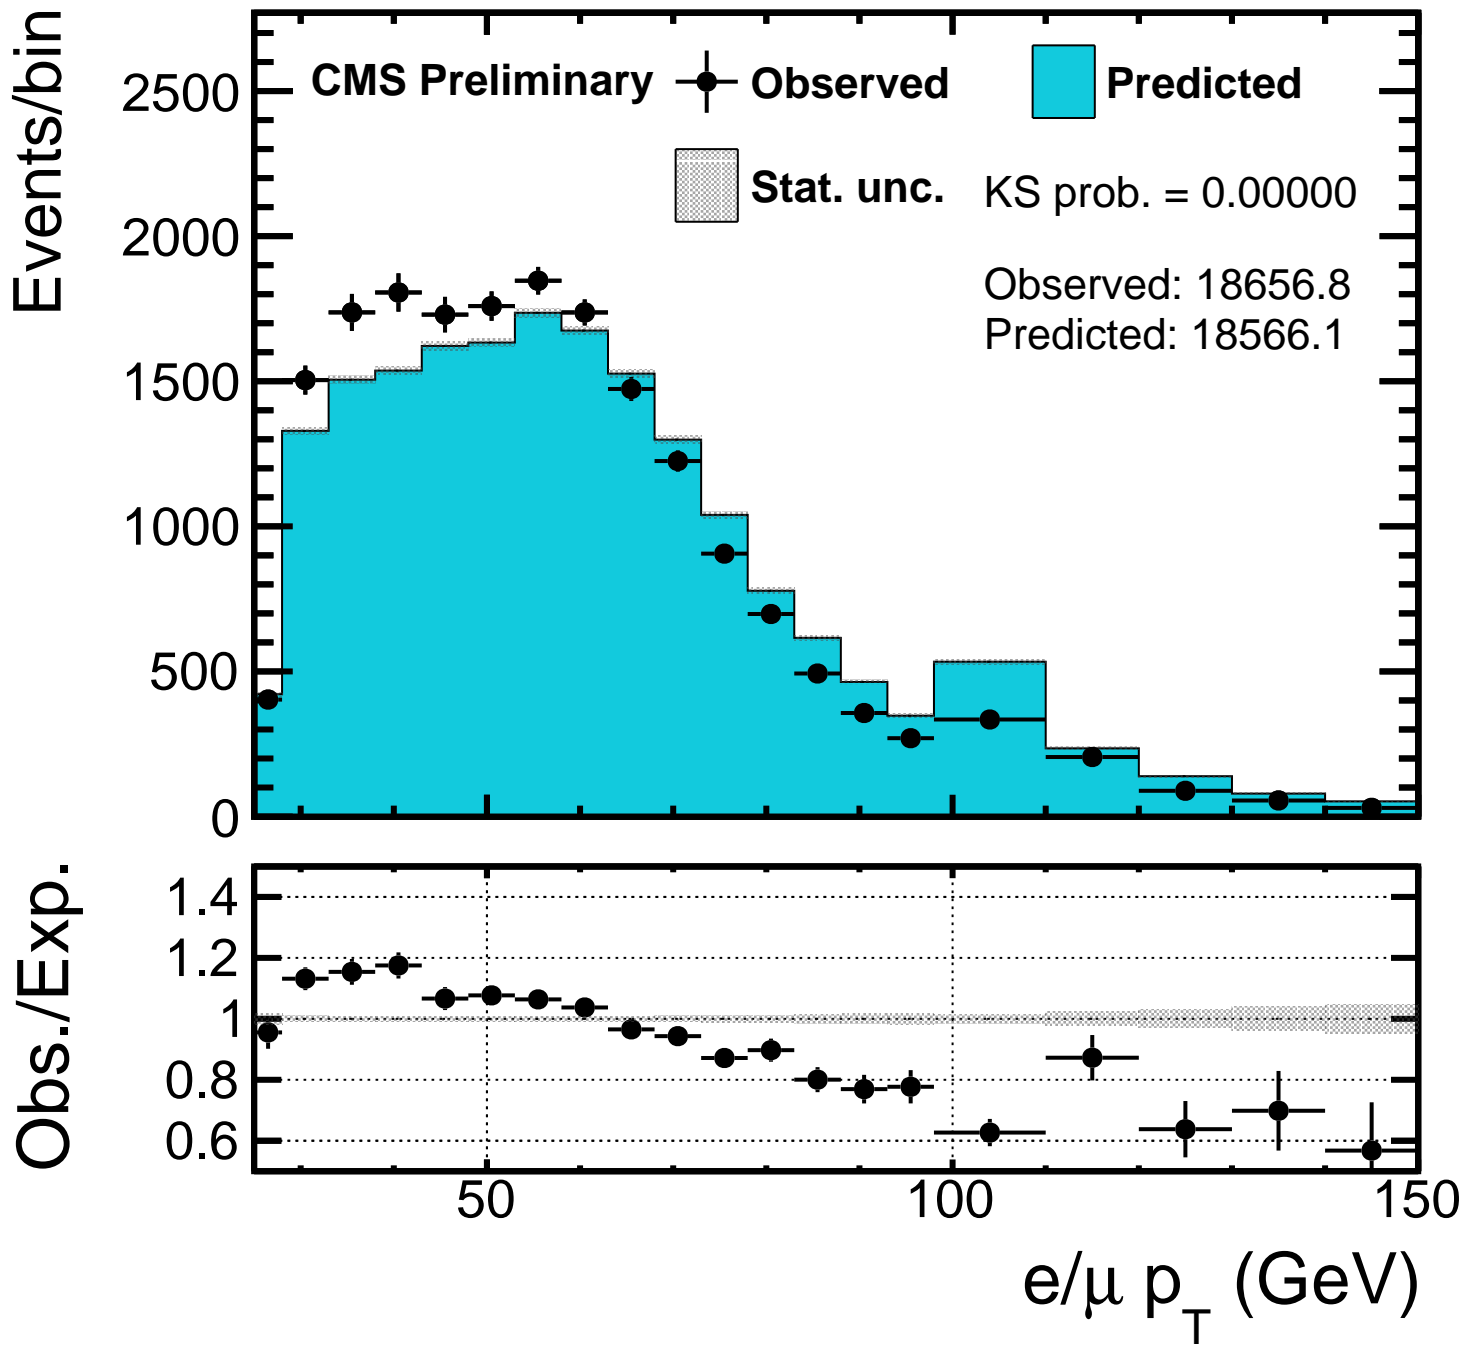 Events/bin
2500
2000
1500
1000
500
0
CMS Preliminary
Observed
Predicted
Stat. unc.
KS prob. = 0.00000
Observed: 18656.8
Predicted: 18566.1
Obs./Exp.
1.4
1.2
1
0.8
0.6
50
100
150
e/μ p_T (GeV)